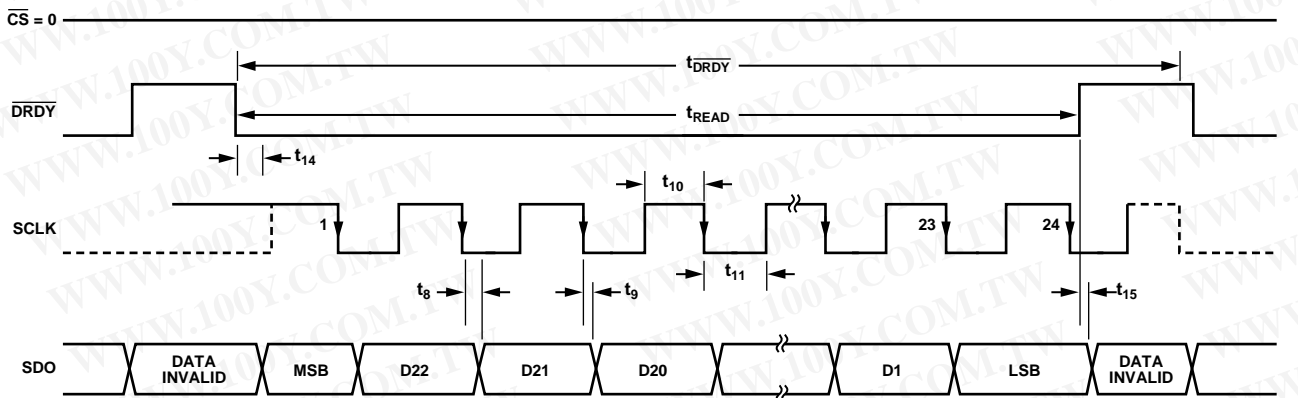 CS = 0
tDRDY
DRDY
tREAD
t14
t10
SCLK
1
23
24
t8
t9
t11
t15
SDO
DATA INVALID
MSB
D22
D21
D20
D1
LSB
DATA INVALID
WWW.100Y.COM.TW